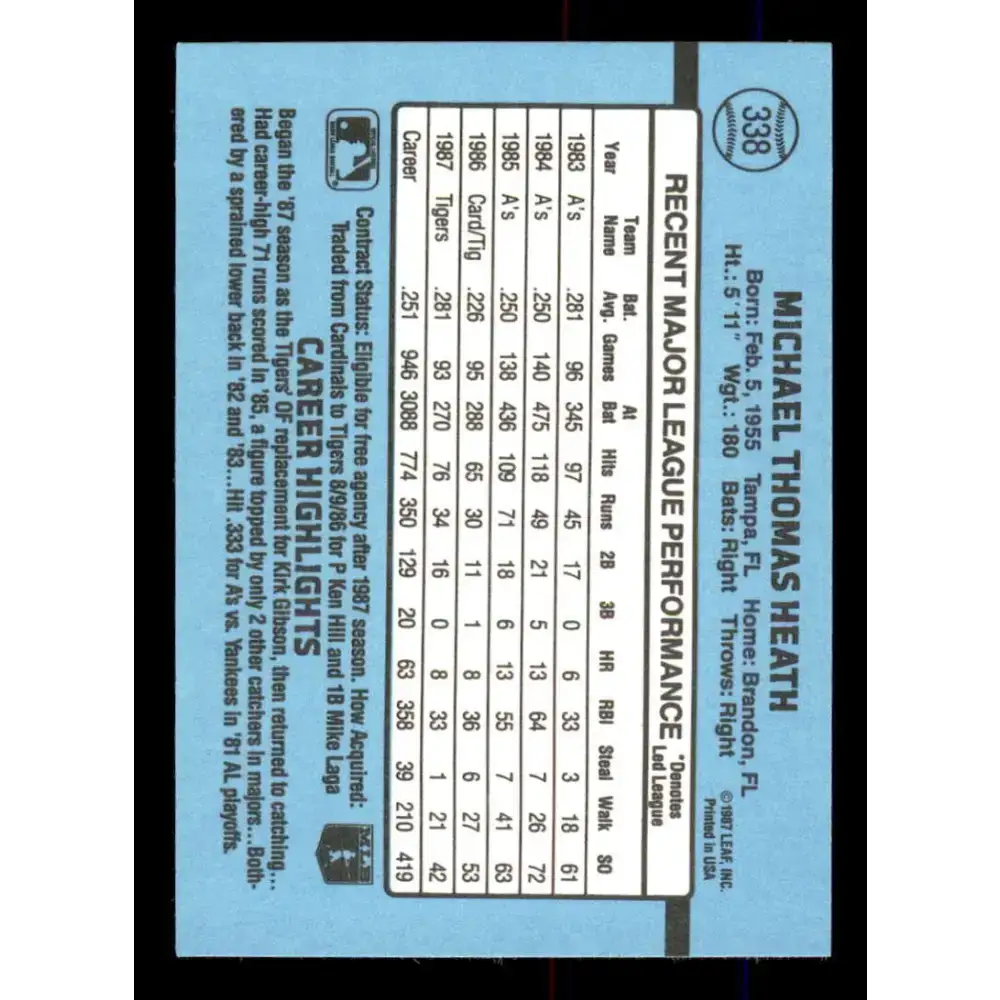 338
MICHAEL THOMAS HEATH
Born: Feb. 5, 1955 Tampa, FL Home: Brandon, FL
Ht.: 5'11" Wgt.: 180 Bats: Right Throws: Right
©1987 LEAF, INC.
Printed in USA
RECENT MAJOR LEAGUE PERFORMANCE *Denotes Led League
Year Team Name Bat. Avg. Games At Bat Hits Runs 2B 3B HR RBI Steal Walk SO
1983 A's .281 96 345 97 45 17 0 6 33 3 18 61
1984 A's .250 140 475 118 49 21 5 13 64 7 26 72
1985 A's .250 138 436 109 71 18 6 13 55 7 41 63
1986 Card/Tig .226 95 288 65 30 11 1 8 36 6 27 53
1987 Tigers .281 93 270 76 34 16 0 8 33 1 21 42
Career .251 946 3088 774 350 129 20 63 358 39 210 419
Contract Status: Eligible for free agency after 1987 season. How Acquired:
Traded from Cardinals to Tigers 8/9/86 for P Ken Hill and 1B Mike Laga
MLB
CAREER HIGHLIGHTS
Began the '87 season as the Tigers' OF replacement for Kirk Gibson, then returned to catching...
Had career-high 71 runs scored in '85, a figure topped by only 2 other catchers in majors...Both-
ered by a sprained lower back in '82 and '83...Hit .333 for A's vs. Yankees in '81 AL playoffs.